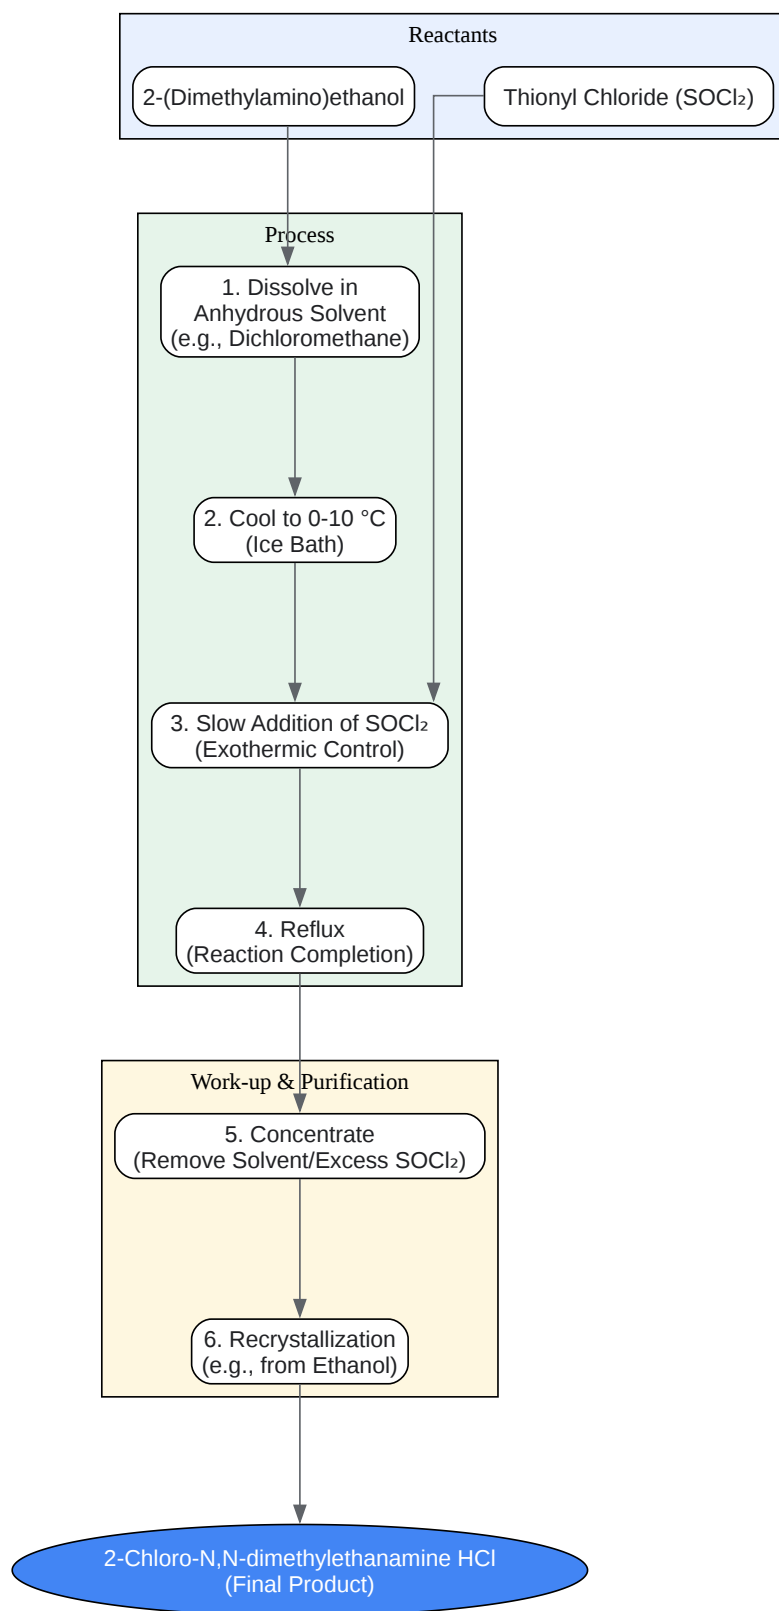 Reactants
2-(Dimethylamino)ethanol
Thionyl Chloride (SOCl₂)
Process
1. Dissolve in
Anhydrous Solvent
(e.g., Dichloromethane)
2. Cool to 0-10 °C
(Ice Bath)
3. Slow Addition of SOCl₂
(Exothermic Control)
4. Reflux
(Reaction Completion)
Work-up & Purification
5. Concentrate
(Remove Solvent/Excess SOCl₂)
6. Recrystallization
(e.g., from Ethanol)
2-Chloro-N,N-dimethylethanamine HCl
(Final Product)